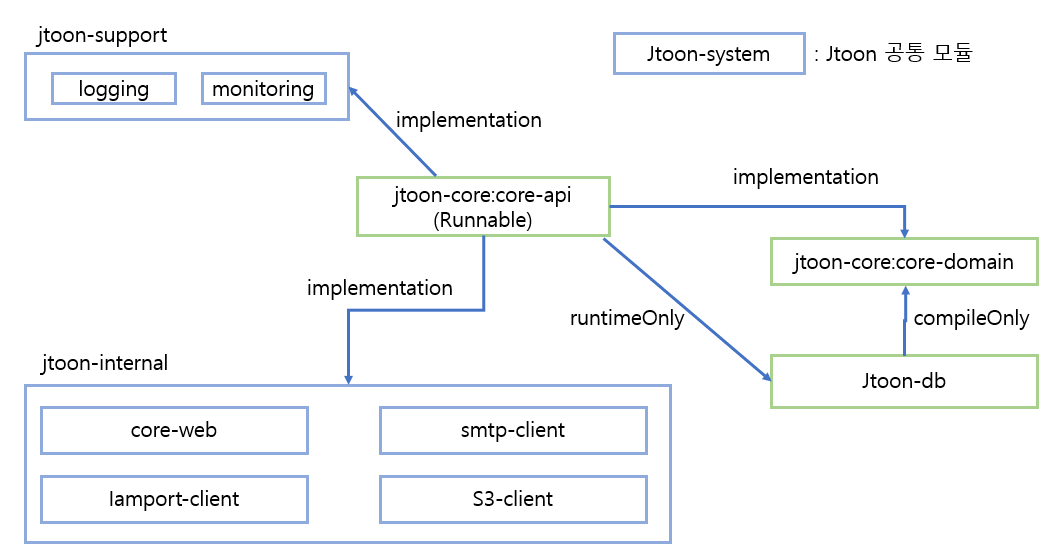 jtoon-support
logging
monitoring
Jtoon-system
: Jtoon 공통 모듈
implementation
jtoon-core:core-api
(Runnable)
implementation
jtoon-core:core-domain
implementation
runtimeOnly
compileOnly
jtoon-internal
Jtoon-db
core-web
smtp-client
Iamport-client
S3-client